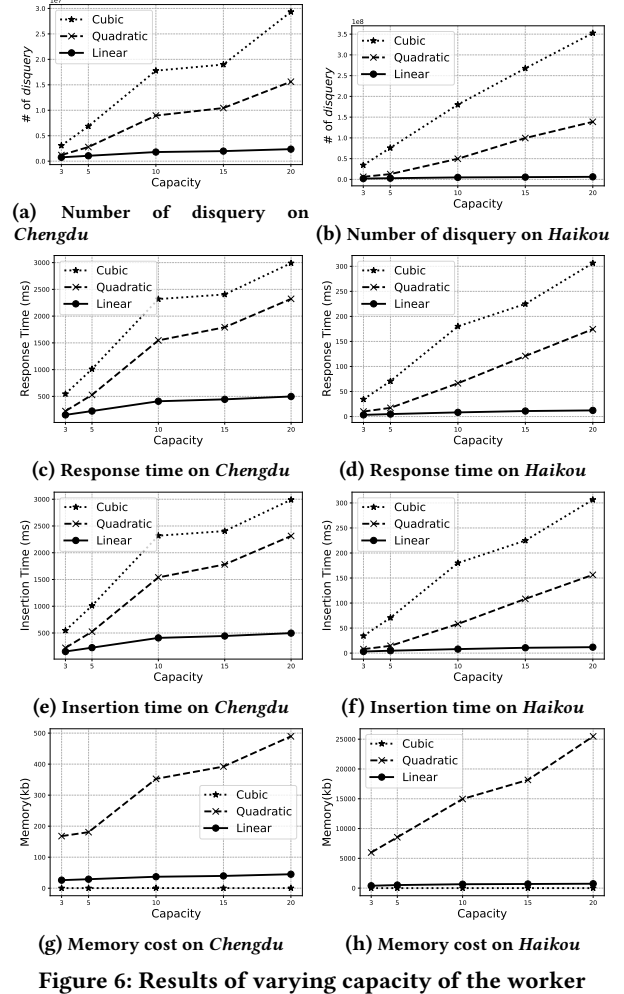 1e7
3.0
2.5
2.0
1.5
1.0
0.5
0.0
# of disquery
Cubic
Quadratic
Linear
3 5 10 15 20
Capacity
(a) Number of disquery on
Chengdu
1e8
3.5
3.0
2.5
2.0
1.5
1.0
0.5
0.0
# of disquery
Cubic
Quadratic
Linear
3 5 10 15 20
Capacity
(b) Number of disquery on Haikou
3000
2500
2000
1500
1000
500
Response Time (ms)
Cubic
Quadratic
Linear
3 5 10 15 20
Capacity
(c) Response time on Chengdu
300
250
200
150
100
50
0
Response Time (ms)
Cubic
Quadratic
Linear
3 5 10 15 20
Capacity
(d) Response time on Haikou
3000
2500
2000
1500
1000
500
Insertion Time (ms)
Cubic
Quadratic
Linear
3 5 10 15 20
Capacity
(e) Insertion time on Chengdu
300
250
200
150
100
50
0
Insertion Time (ms)
Cubic
Quadratic
Linear
3 5 10 15 20
Capacity
(f) Insertion time on Haikou
500
400
300
200
100
0
Memory(kb)
Cubic
Quadratic
Linear
3 5 10 15 20
Capacity
(g) Memory cost on Chengdu
25000
20000
15000
10000
5000
0
Memory(kb)
Cubic
Quadratic
Linear
3 5 10 15 20
Capacity
(h) Memory cost on Haikou
Figure 6: Results of varying capacity of the worker